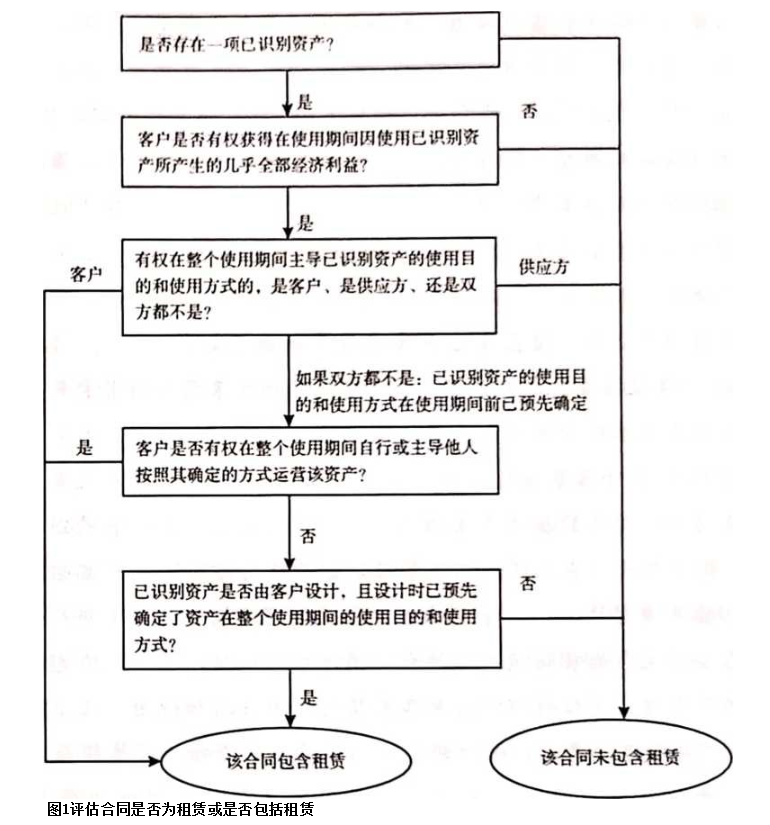 是否存在一项已识别资产?
是
否
客户是否有权获得在使用期间因使用已识别资
产所产生的几乎全部经济利益?
是
客户
有权在整个使用期间主导已识别资产的使用目
的和使用方式的,是客户、是供应方、还是双
方都不是?
供应方
如果双方都不是:已识别资产的使用目
的和使用方式在使用期间前已预先确定
是
客户是否有权在整个使用期间自行或主导他人
按照其确定的方式运营该资产?
否
已识别资产是否由客户设计,且设计时已预先
确定了资产在整个使用期间的使用目的和使用
方式?
否
是
该合同包含租赁
该合同未包含租赁
图1评估合同是否为租赁或是否包括租赁